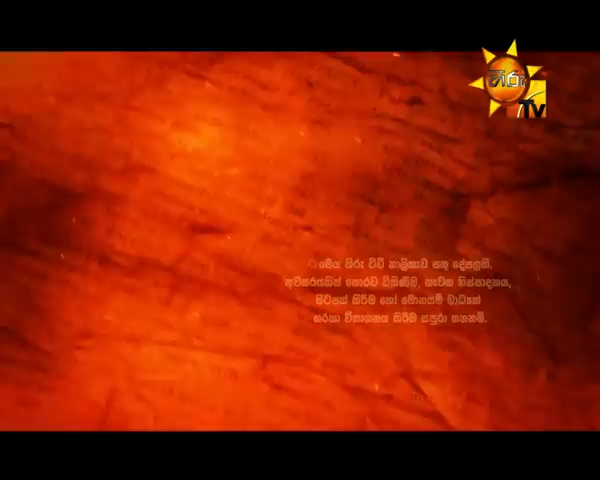 හිරු
TV
මෙය හිරු ටීවී නාලිකාව සතු දේපලකි.
අවසරයකින් තොරව විකිණීම, නැවත නිෂ්පාදනය,
පිටපත් කිරීම හෝ මොනයම් මාධ්‍යක්
හරහා විකාශනය කිරීම සපුරා තහනම්.